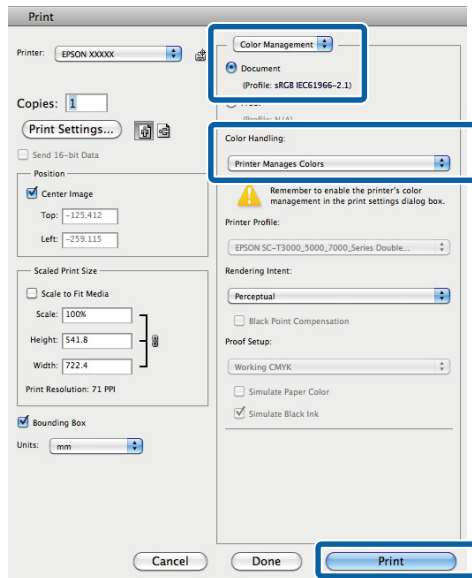 Print
Printer: EPSON XXXXX
Copies: 1
Print Settings...
Send 16-bit Data
Position
Center Image
Top: -125.412
Left: -259.115
Scaled Print Size
Scale to Fit Media
Scale: 100%
Height: 541.8
Width: 722.4
Print Resolution: 71 PPI
Bounding Box
Units: mm
Color Management
Document
(Profile: sRGB IEC61966-2.1)
Color Handling:
Printer Manages Colors
Remember to enable the printer's color
management in the print settings dialog box.
Printer Profile:
EPSON SC-T3000_5000_7000_Series Double...
Rendering Intent:
Perceptual
Black Point Compensation
Proof Setup:
Working CMYK
Simulate Paper Color
Simulate Black Ink
Cancel
Done
Print